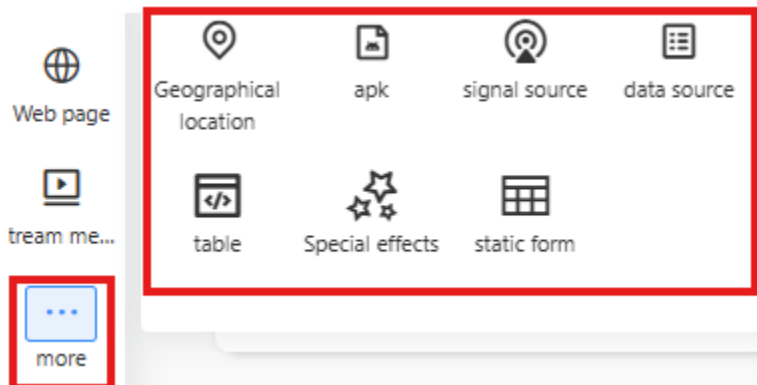 Web page
tream me...
more
Geographical
location
apk
signal source
data source
table
Special effects
static form